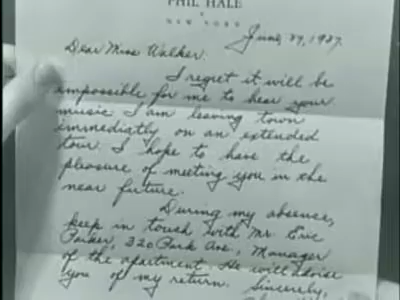 PHIL HALE
NEW YORK
June 27, 1937.
Dear Miss Walker.
I regret it will be
impossible for me to hear your
music. I am leaving town
immediatly on an extended
tour. I hope to have the
pleasure of meeting you in the
near furture.
During my absence,
keep in touch with Mr. Eric
Parker, 320 Park Ave., Manager
of the apartment. He will advise
you of my return. Sincerely,